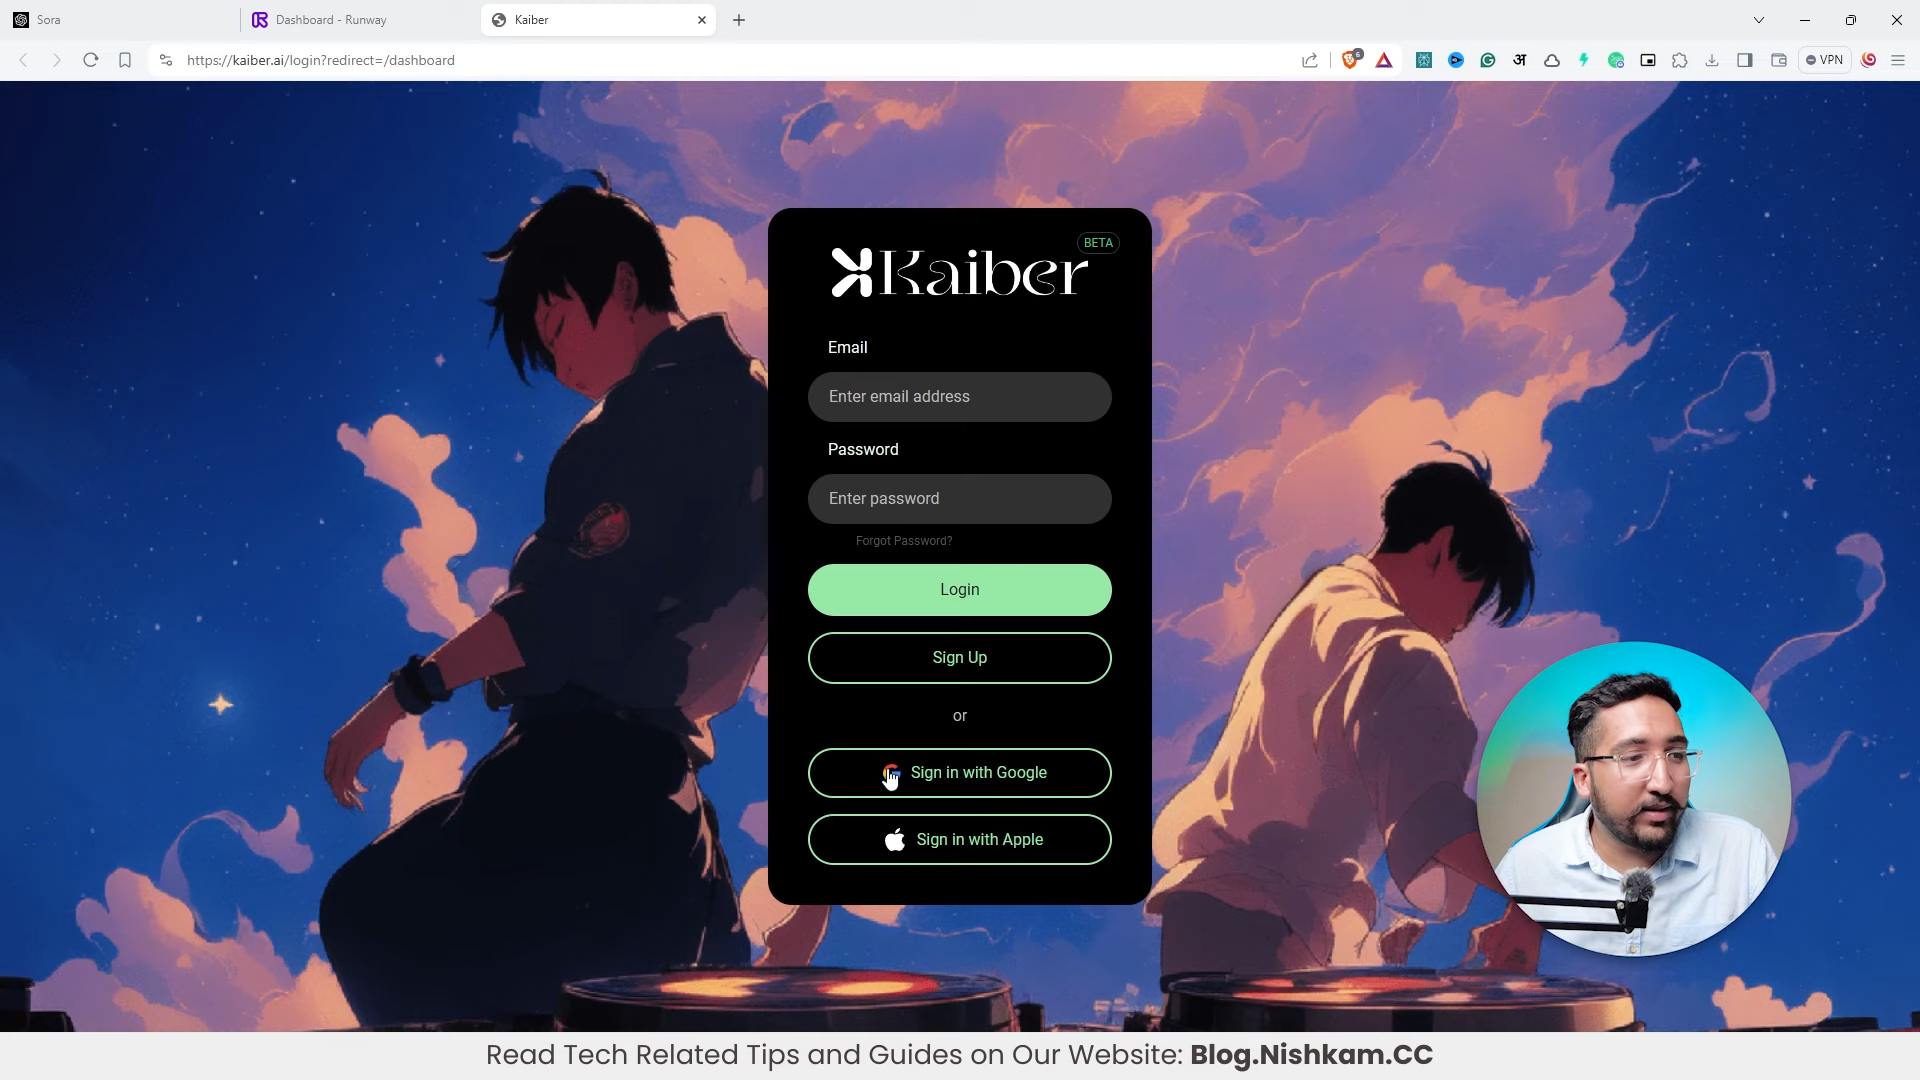 Sora
Dashboard - Runway
Kaiber
https://kaiber.ai/login?redirect=/dashboard
6
अ
VPN
BETA
Kaiber
Email
Enter email address
Password
Enter password
Forgot Password?
Login
Sign Up
or
Sign in with Google
Sign in with Apple
Read Tech Related Tips and Guides on Our Website: Blog.Nishkam.CC